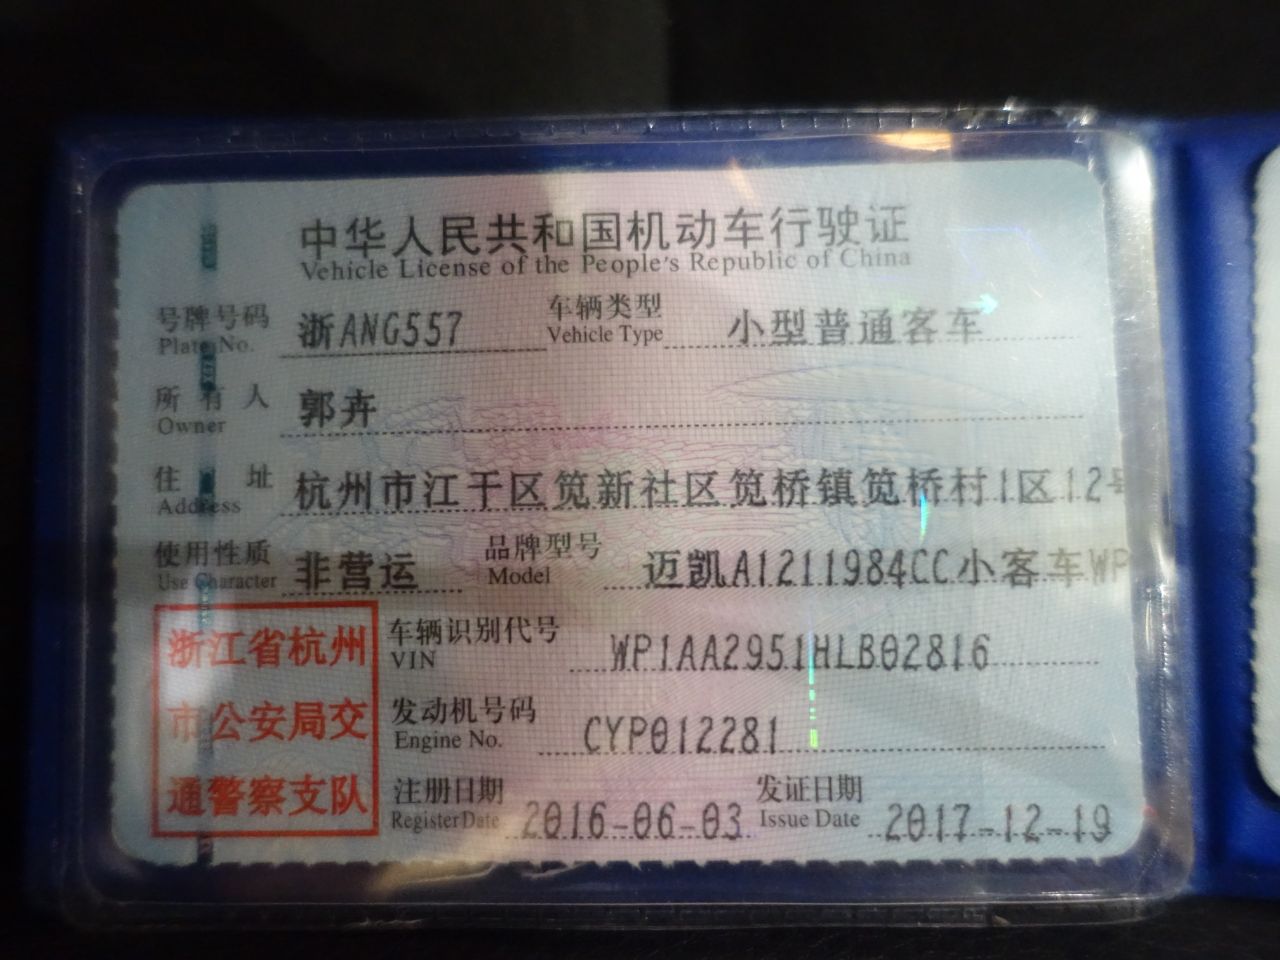 中华人民共和国机动车行驶证
Vehicle License of the People's Republic of China
号牌号码 浙ANG557 车辆类型 小型普通客车
Plate No. Vehicle Type
所有人 郭卉
Owner
住址 杭州市江干区笕新社区笕桥镇笕桥村1区12号
Address
使用性质 非营运 品牌型号 迈凯A1211984CC小客车WP
Use Character Model
浙江省杭州
市公安局交
通警察支队
车辆识别代号 WP1AA2951HLB02816
VIN
发动机号码 CYP012281
Engine No.
注册日期 2016-06-03 发证日期 2017-12-19
Register Date Issue Date